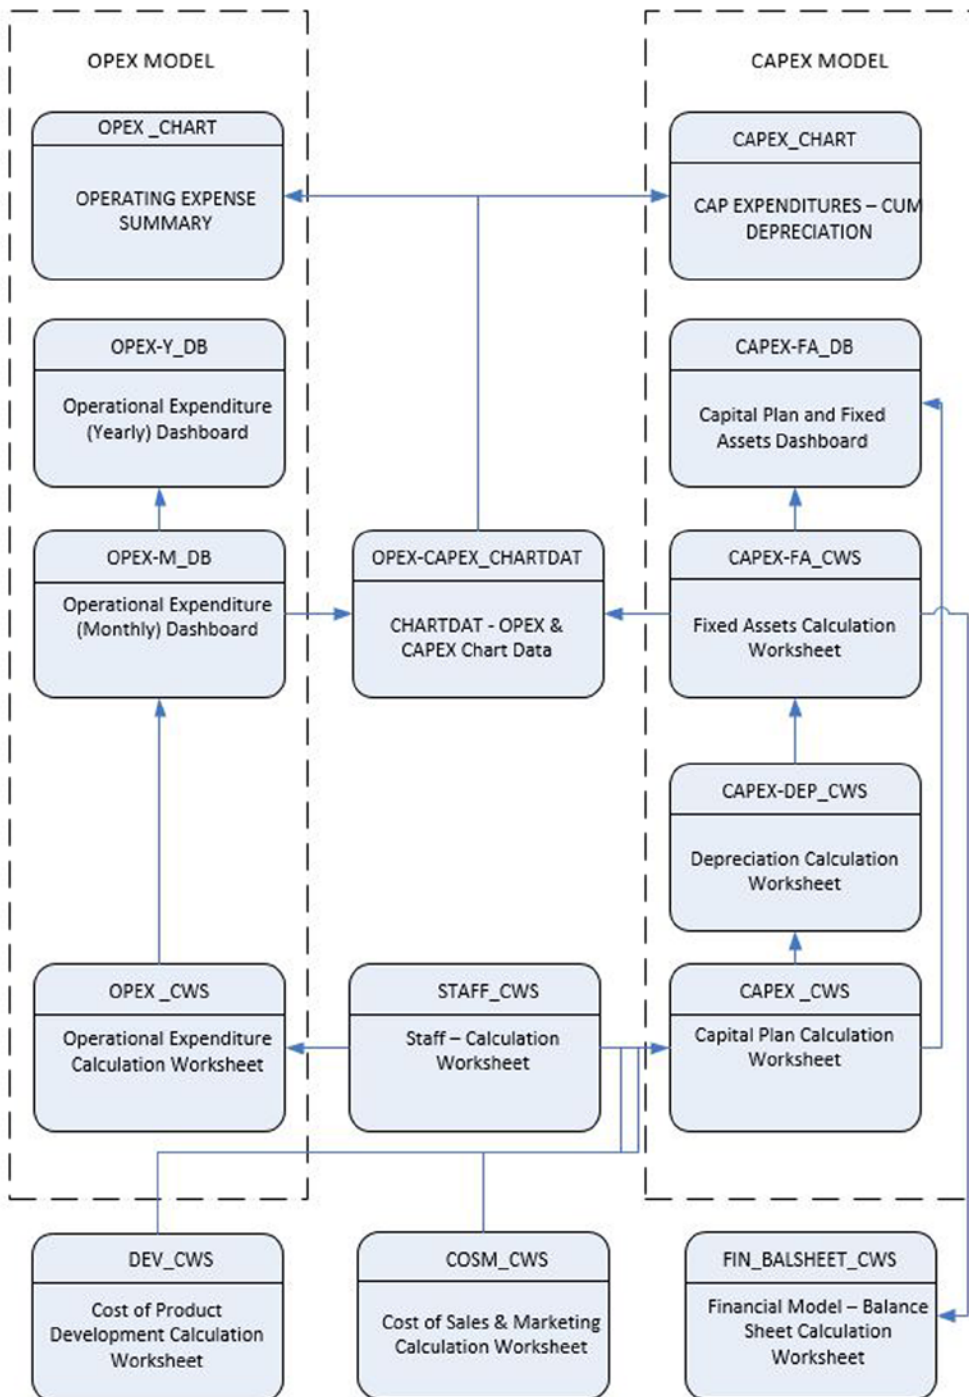 OPEX MODEL
CAPEX MODEL
OPEX _CHART
OPERATING EXPENSE
SUMMARY
CAPEX_CHART
CAP EXPENDITURES – CUM
DEPRECIATION
OPEX-Y_DB
Operational Expenditure
(Yearly) Dashboard
CAPEX-FA_DB
Capital Plan and Fixed
Assets Dashboard
OPEX-M_DB
Operational Expenditure
(Monthly) Dashboard
OPEX-CAPEX_CHARTDAT
CHARTDAT - OPEX &
CAPEX Chart Data
CAPEX-FA_CWS
Fixed Assets Calculation
Worksheet
CAPEX-DEP_CWS
Depreciation Calculation
Worksheet
OPEX _CWS
Operational Expenditure
Calculation Worksheet
STAFF_CWS
Staff – Calculation
Worksheet
CAPEX _CWS
Capital Plan Calculation
Worksheet
DEV_CWS
Cost of Product
Development Calculation
Worksheet
COSM_CWS
Cost of Sales & Marketing
Calculation Worksheet
FIN_BALSHEET_CWS
Financial Model – Balance
Sheet Calculation
Worksheet